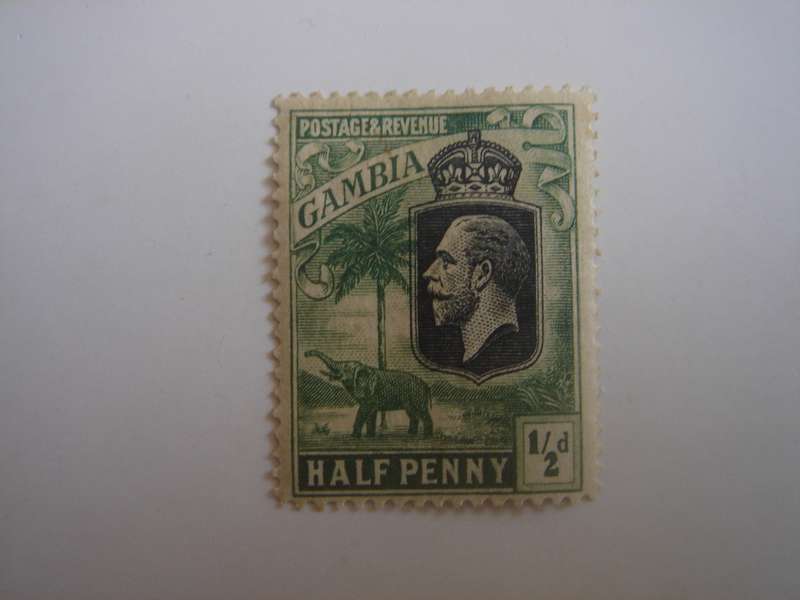 POSTAGE&REVENUE
GAMBIA
HALF PENNY
1/2d